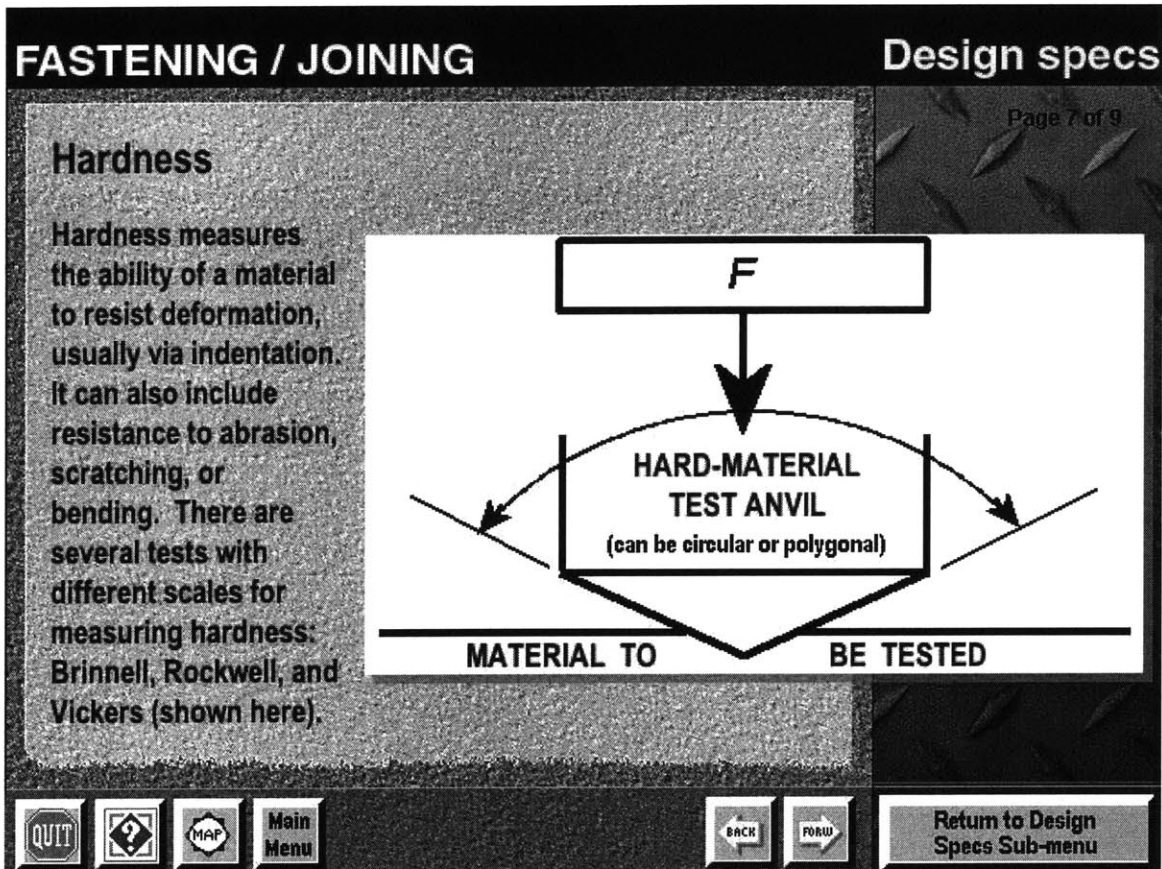 FASTENING / JOINING
Design specs
Page 7 of 9
Hardness
Hardness measures
the ability of a material
to resist deformation,
usually via indentation.
It can also include
resistance to abrasion,
scratching, or
bending. There are
several tests with
different scales for
measuring hardness:
Brinnell, Rockwell, and
Vickers (shown here).
F
HARD-MATERIAL
TEST ANVIL
(can be circular or polygonal)
MATERIAL TO BE TESTED
QUIT
?
MAP
Main
Menu
BACK
FORW
Return to Design
Specs Sub-menu